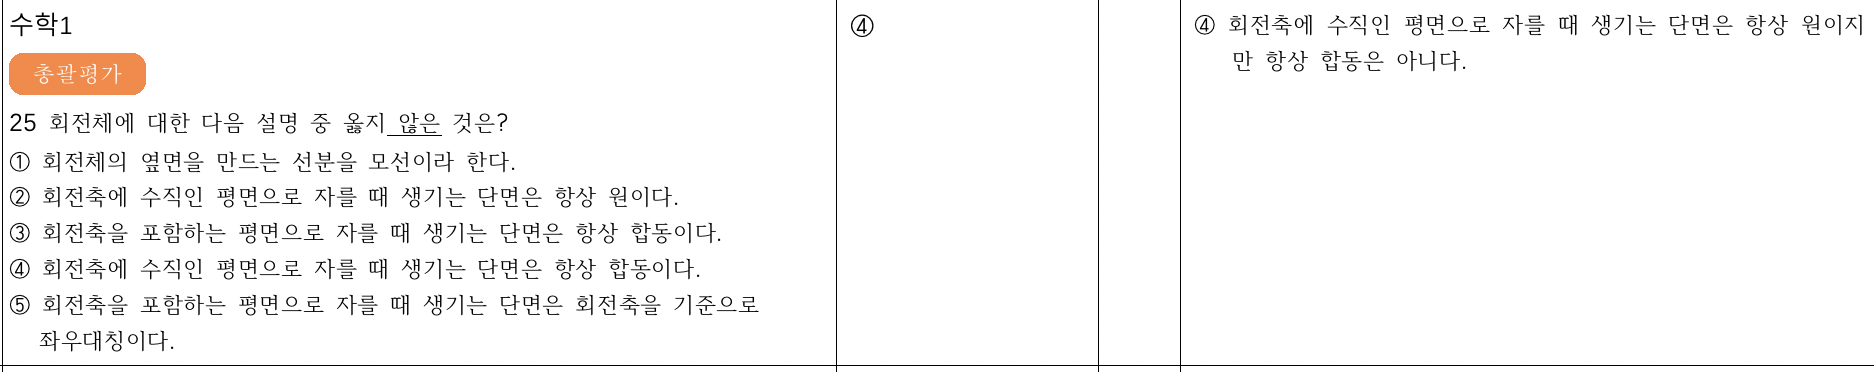 수학1
총괄평가
25 회전체에 대한 다음 설명 중 옳지 않은 것은?
① 회전체의 옆면을 만드는 선분을 모선이라 한다.
② 회전축에 수직인 평면으로 자를 때 생기는 단면은 항상 원이다.
③ 회전축을 포함하는 평면으로 자를 때 생기는 단면은 항상 합동이다.
④ 회전축에 수직인 평면으로 자를 때 생기는 단면은 항상 합동이다.
⑤ 회전축을 포함하는 평면으로 자를 때 생기는 단면은 회전축을 기준으로
좌우대칭이다.
④
④ 회전축에 수직인 평면으로 자를 때 생기는 단면은 항상 원이지
만 항상 합동은 아니다.